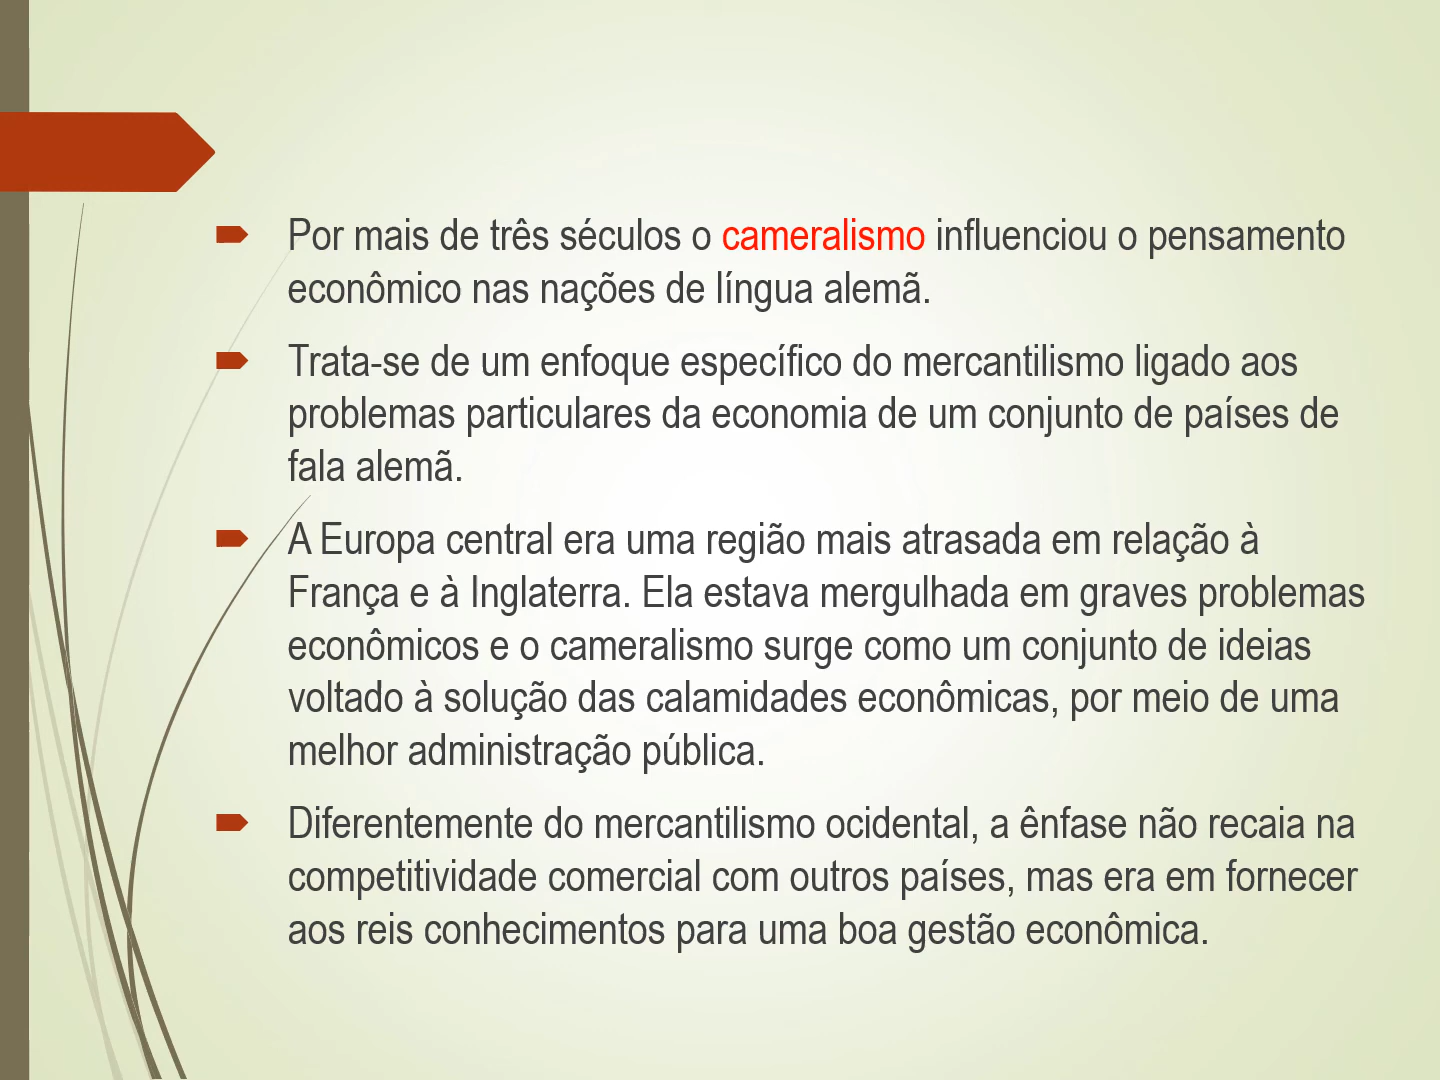 Por mais de três séculos o cameralismo influenciou o pensamento
econômico nas nações de língua alemã.
Trata-se de um enfoque específico do mercantilismo ligado aos
problemas particulares da economia de um conjunto de países de
fala alemã.
A Europa central era uma região mais atrasada em relação à
França e à Inglaterra. Ela estava mergulhada em graves problemas
econômicos e o cameralismo surge como um conjunto de ideias
voltado à solução das calamidades econômicas, por meio de uma
melhor administração pública.
Diferentemente do mercantilismo ocidental, a ênfase não recaia na
competitividade comercial com outros países, mas era em fornecer
aos reis conhecimentos para uma boa gestão econômica.